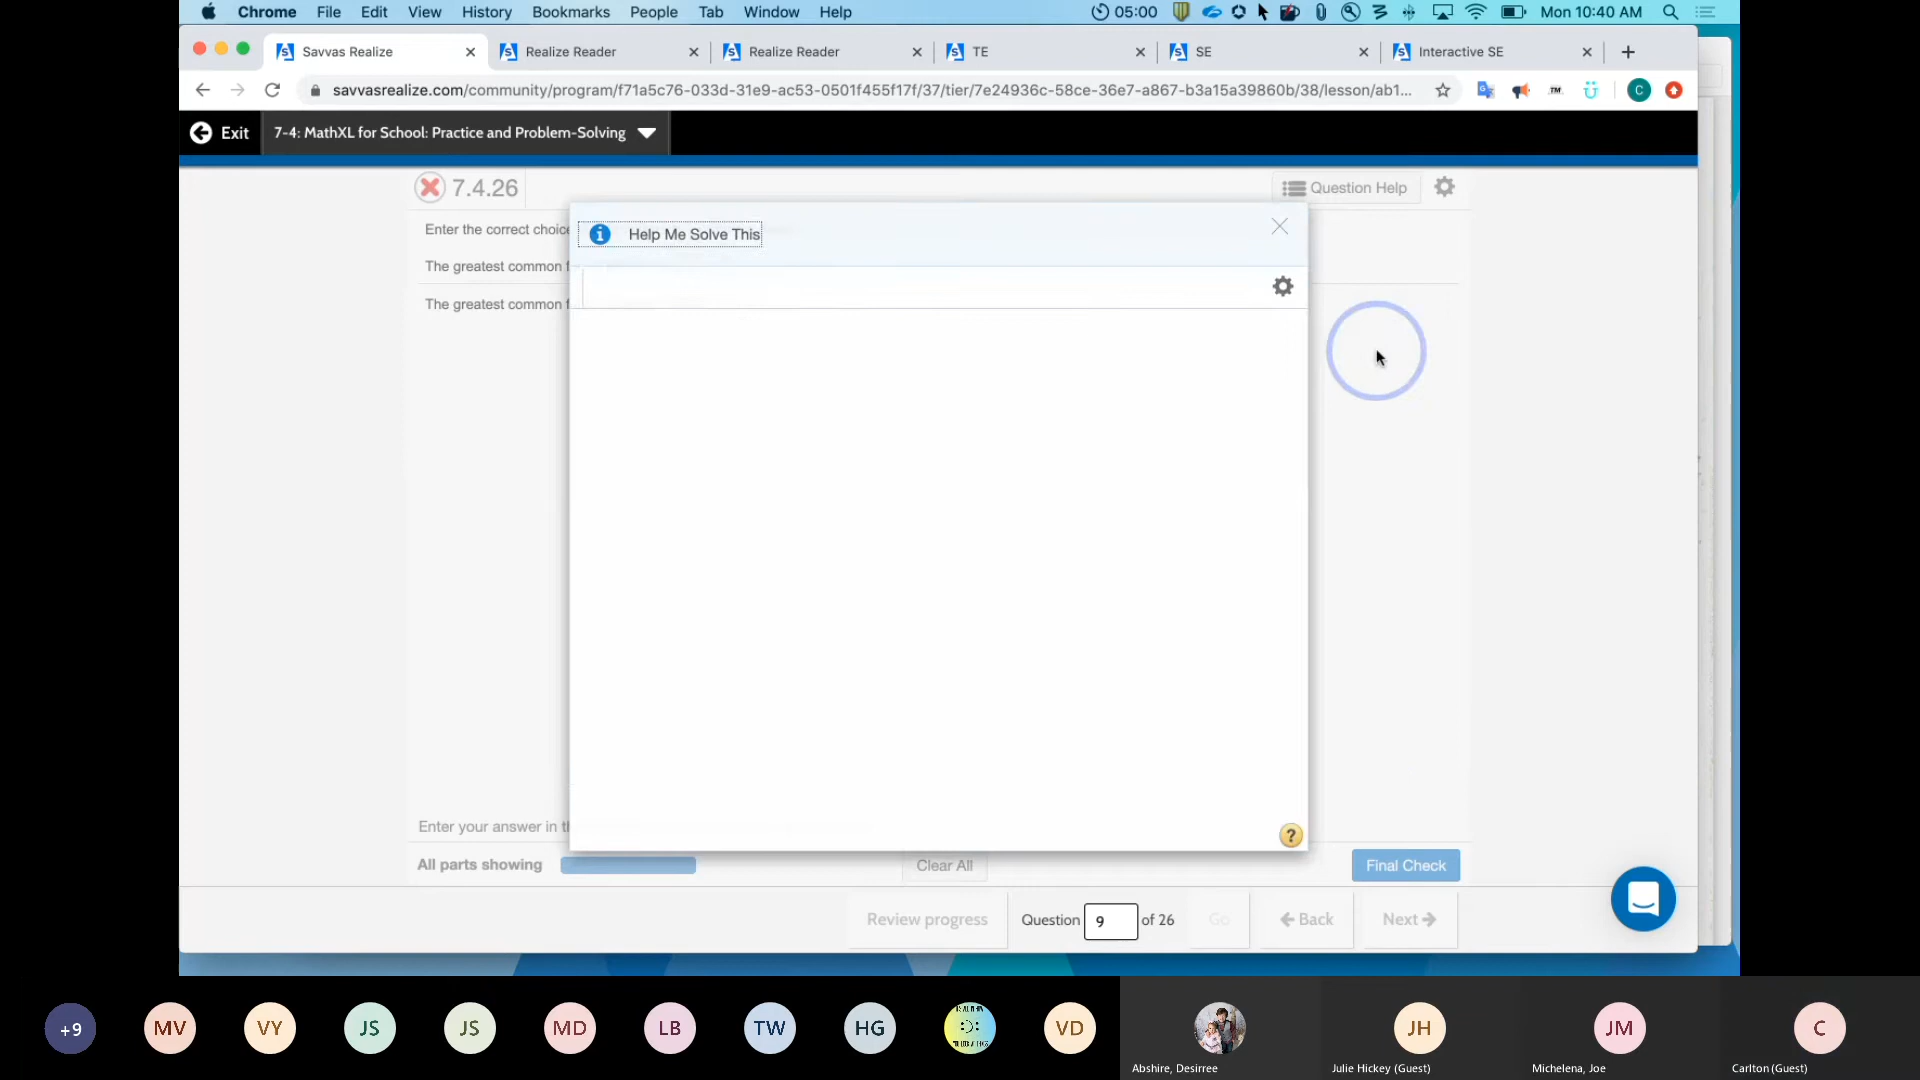 Chrome File Edit View History Bookmarks People Tab Window Help 05:00 Mon 10:40 AM
Savvas Realize Realize Reader Realize Reader TE SE Interactive SE
savvasrealize.com/community/program/f71a5c76-033d-31e9-ac53-0501f455f17f/37/tier/7e24936c-58ce-36e7-a867-b3a15a39860b/38/lesson/ab1... TM C
Exit 7-4: MathXL for School: Practice and Problem-Solving
7.4.26 Question Help
Enter the correct choice
Help Me Solve This
The greatest common f
The greatest common f
Enter your answer in th
?
All parts showing Clear All Final Check
Review progress Question 9 of 26 Go Back Next
+9 MV VY JS JS MD LB TW HG VD JH JM C
Abshire, Desirree Julie Hickey (Guest) Michelena, Joe Carlton (Guest)